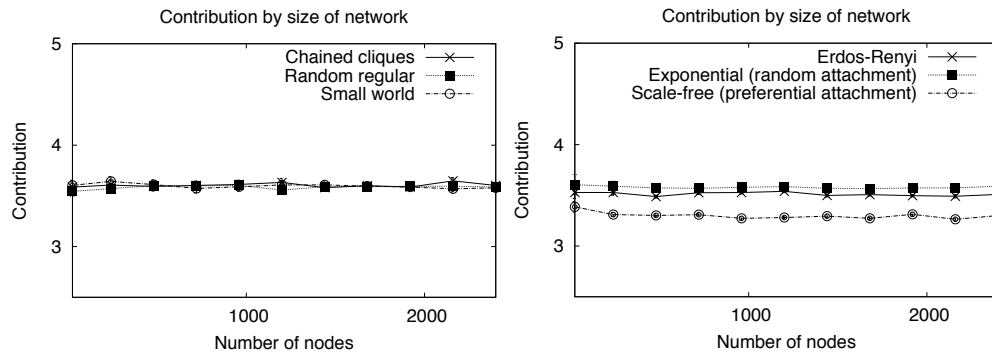 Contribution by size of network
5
4
3
Contribution
Chained cliques
Random regular
Small world
1000
2000
Number of nodes
Contribution by size of network
5
4
3
Contribution
Erdos-Renyi
Exponential (random attachment)
Scale-free (preferential attachment)
1000
2000
Number of nodes